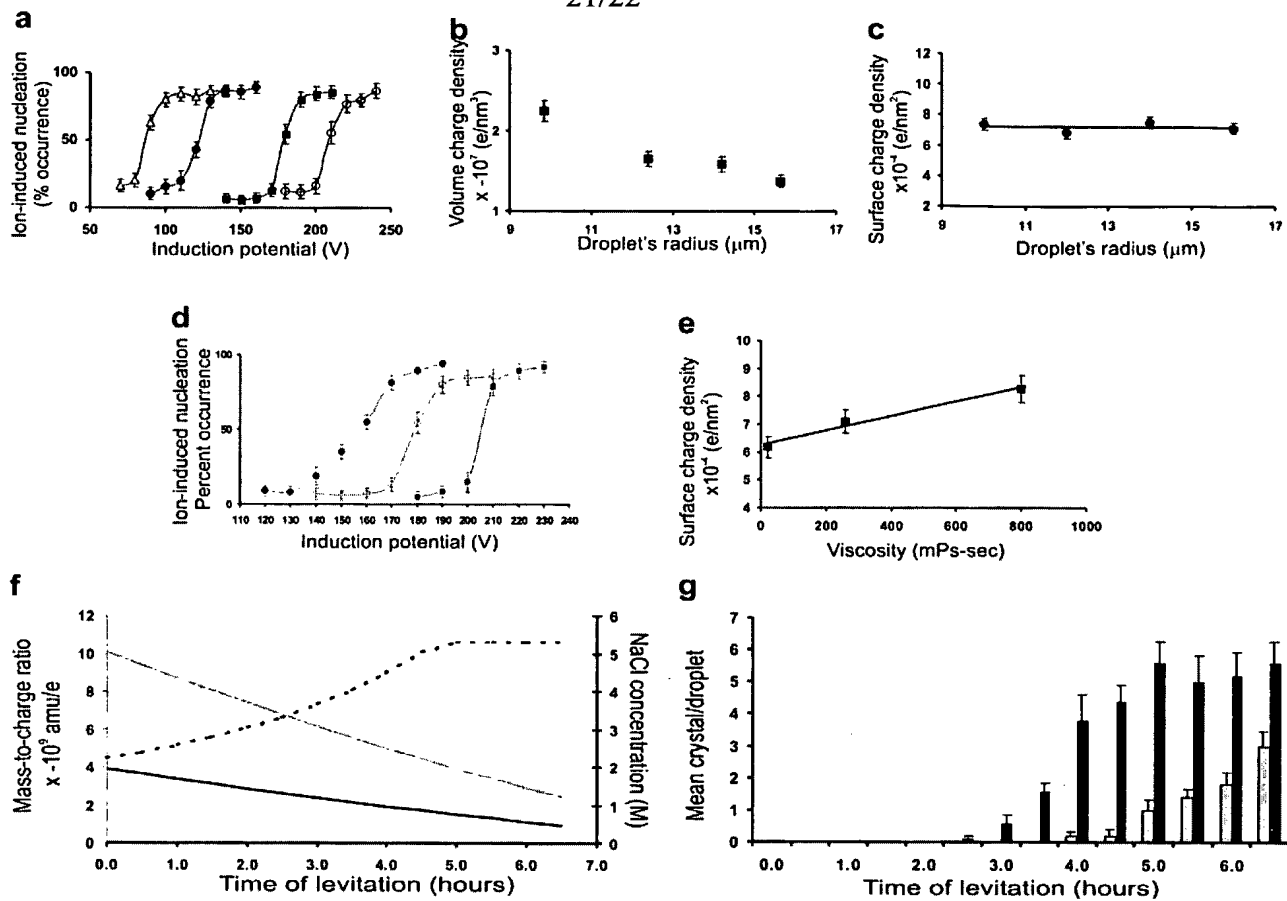 21/22
a
Ion-induced nucleation
(% occurrence)
100
50
0
50
100
150
200
250
Induction potential (V)
b
Volume charge density
x -10⁷ (e/nm³)
3
2
1
9
11
13
15
17
Droplet's radius (μm)
c
Surface charge density
x10⁻⁴ (e/nm²)
12
10
8
6
4
2
9
11
13
15
17
Droplet's radius (μm)
d
Ion-induced nucleation
Percent occurrence
100
50
0
110 120 130 140 150 160 170 180 190 200 210 220 230 240
Induction potential (V)
e
Surface charge density
x10⁻⁴ (e/nm²)
10
9
8
7
6
5
4
0
200
400
600
800
1000
Viscosity (mPs-sec)
f
Mass-to-charge ratio
x -10⁹ amu/e
12
10
8
6
4
2
0
NaCl concentration (M)
6
5
4
3
2
1
0
0.0 1.0 2.0 3.0 4.0 5.0 6.0 7.0
Time of levitation (hours)
g
Mean crystal/droplet
7
6
5
4
3
2
1
0
0.0 1.0 2.0 3.0 4.0 5.0 6.0
Time of levitation (hours)